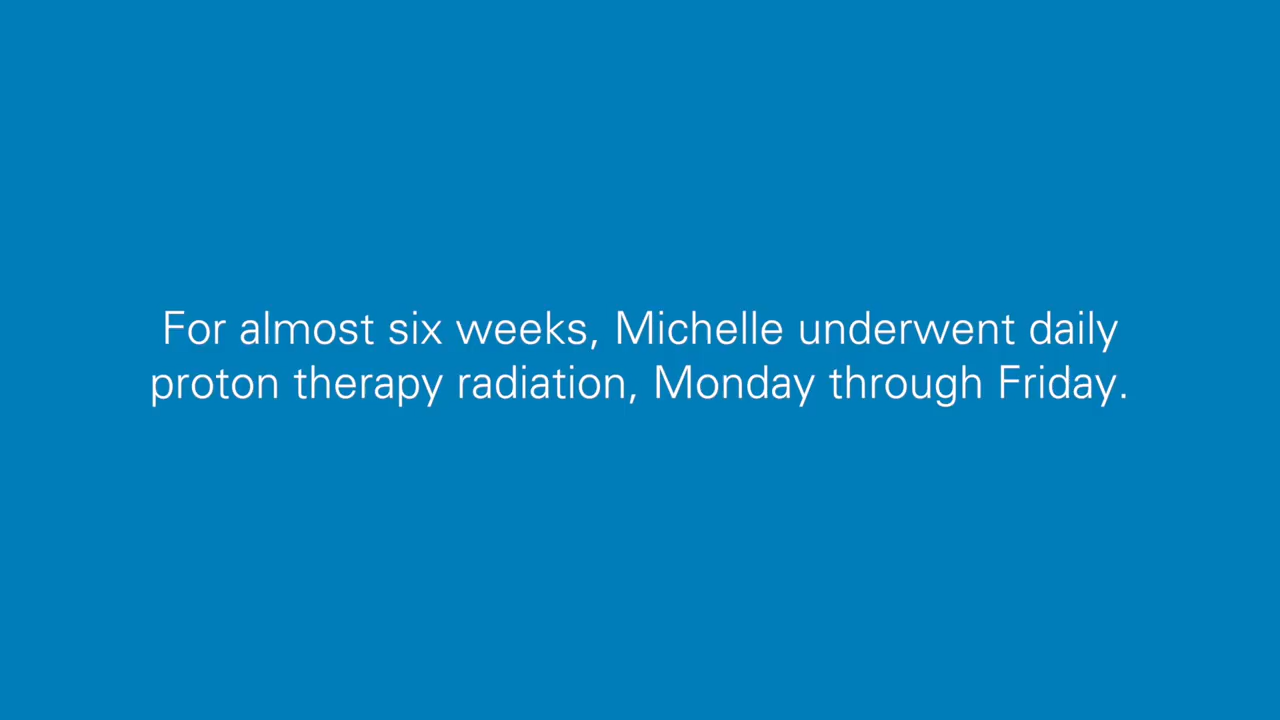 For almost six weeks, Michelle underwent daily
proton therapy radiation, Monday through Friday.